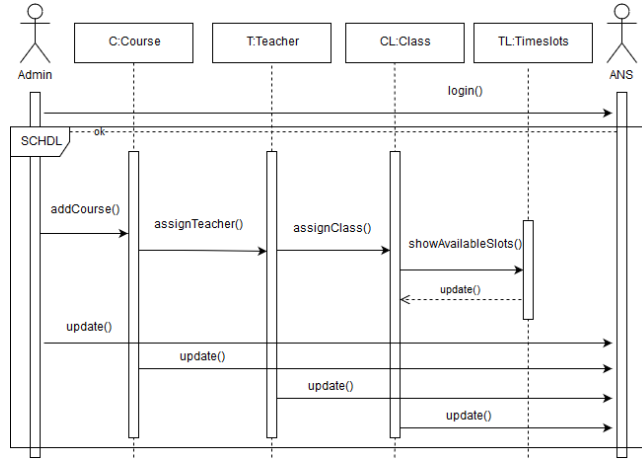 C:Course
T:Teacher
CL:Class
TL:Timeslots
Admin
ANS
login()
ok
SCHDL
addCourse()
assignTeacher()
assignClass()
showAvailableSlots()
update()
update()
update()
update()
update()